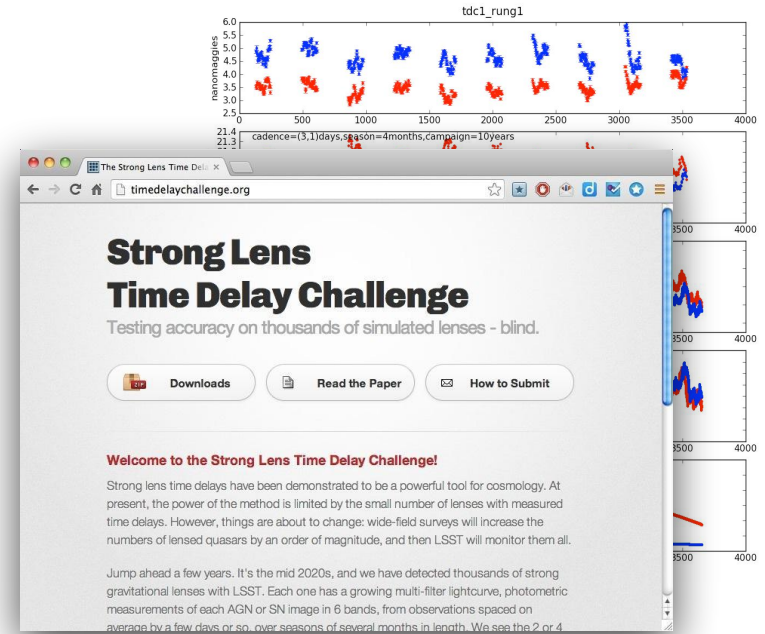 tdc1_rung1
nanomaggies
6.0
5.5
5.0
4.5
4.0
3.5
3.0
2.5
0 500 1000 1500 2000 2500 3000 3500 4000
21.4
21.3
cadence=(3,1)days,season=4months,campaign=10years
3500 4000
3500 4000
3500 4000
3500 4000
The Strong Lens Time Del
timedelaychallenge.org
Strong Lens
Time Delay Challenge
Testing accuracy on thousands of simulated lenses - blind.
ZIP
Downloads
Read the Paper
How to Submit
Welcome to the Strong Lens Time Delay Challenge!
Strong lens time delays have been demonstrated to be a powerful tool for cosmology. At
present, the power of the method is limited by the small number of lenses with measured
time delays. However, things are about to change: wide-field surveys will increase the
numbers of lensed quasars by an order of magnitude, and then LSST will monitor them all.
Jump ahead a few years. It's the mid 2020s, and we have detected thousands of strong
gravitational lenses with LSST. Each one has a growing multi-filter lightcurve, photometric
measurements of each AGN or SN image in 6 bands, from observations spaced on
average by a few days or so, over seasons of several months in length. We see the 2 or 4